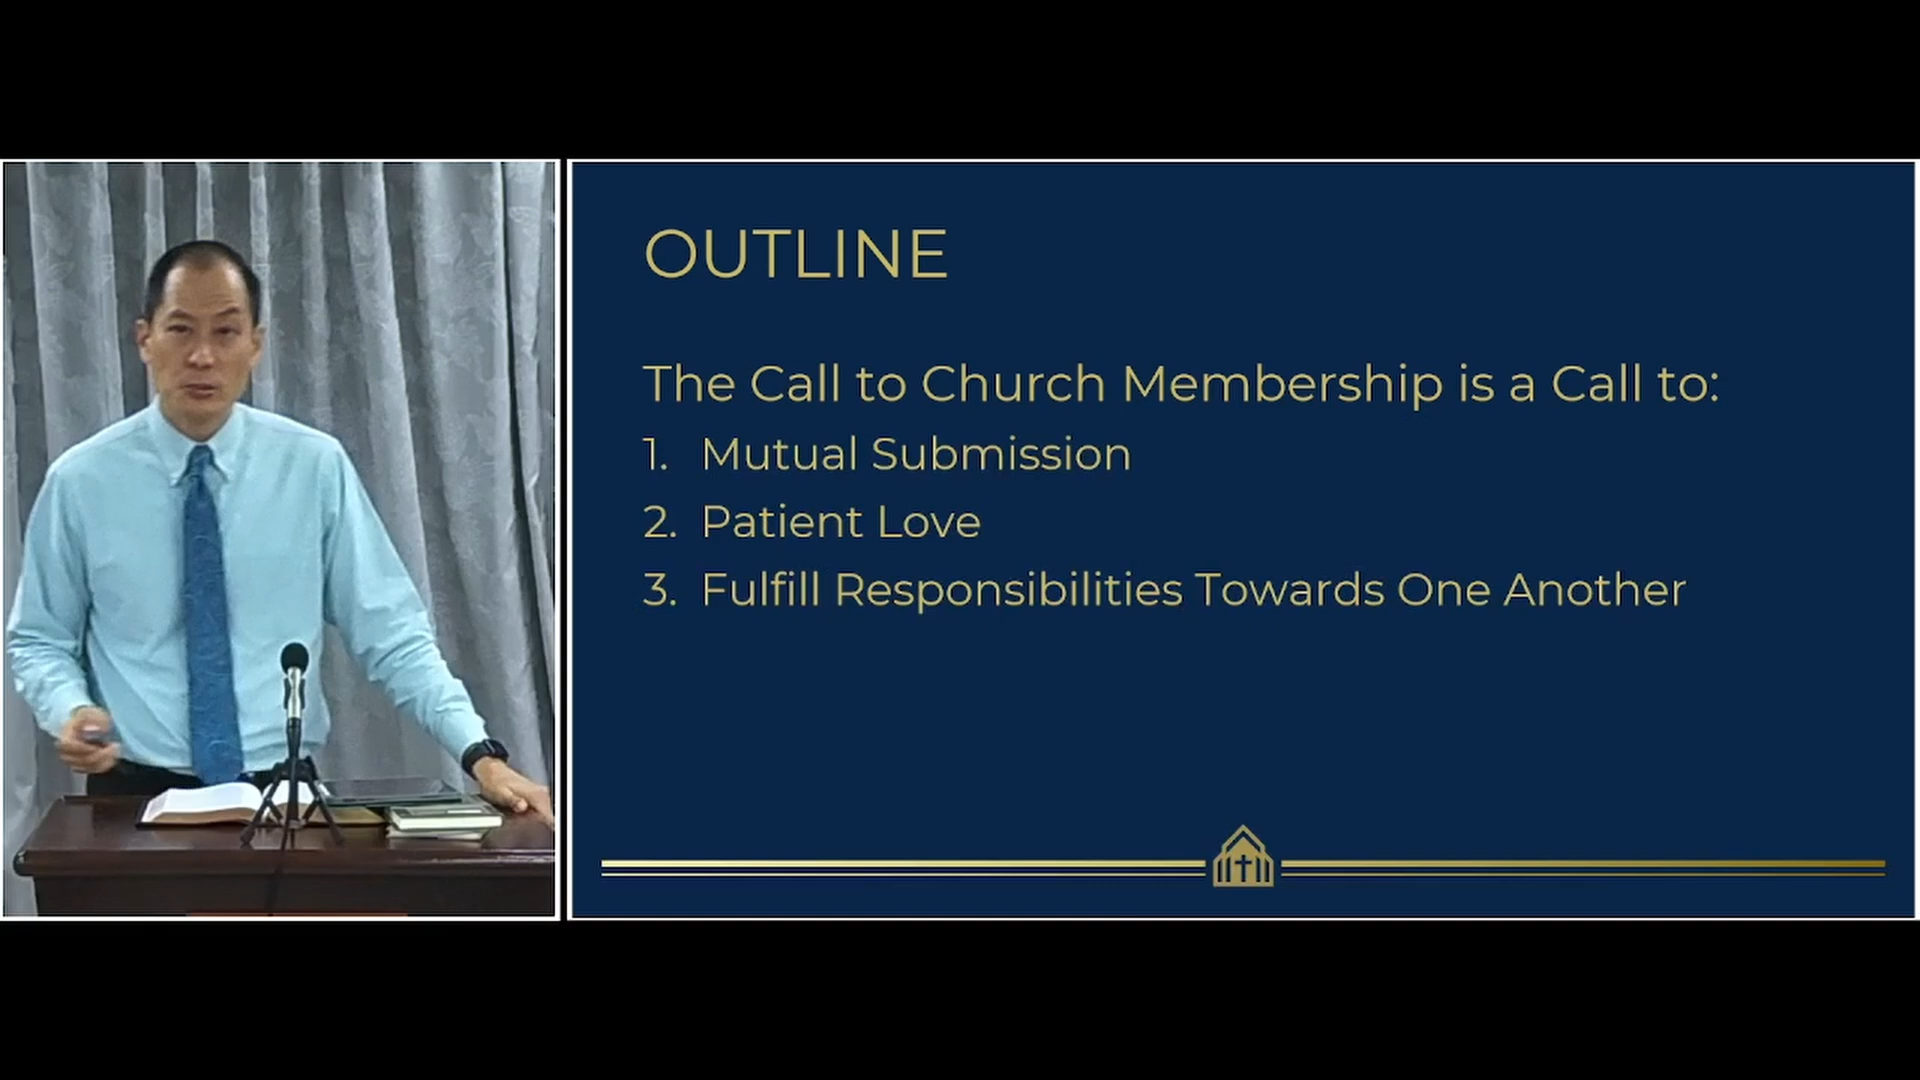 OUTLINE
The Call to Church Membership is a Call to:
1. Mutual Submission
2. Patient Love
3. Fulfill Responsibilities Towards One Another